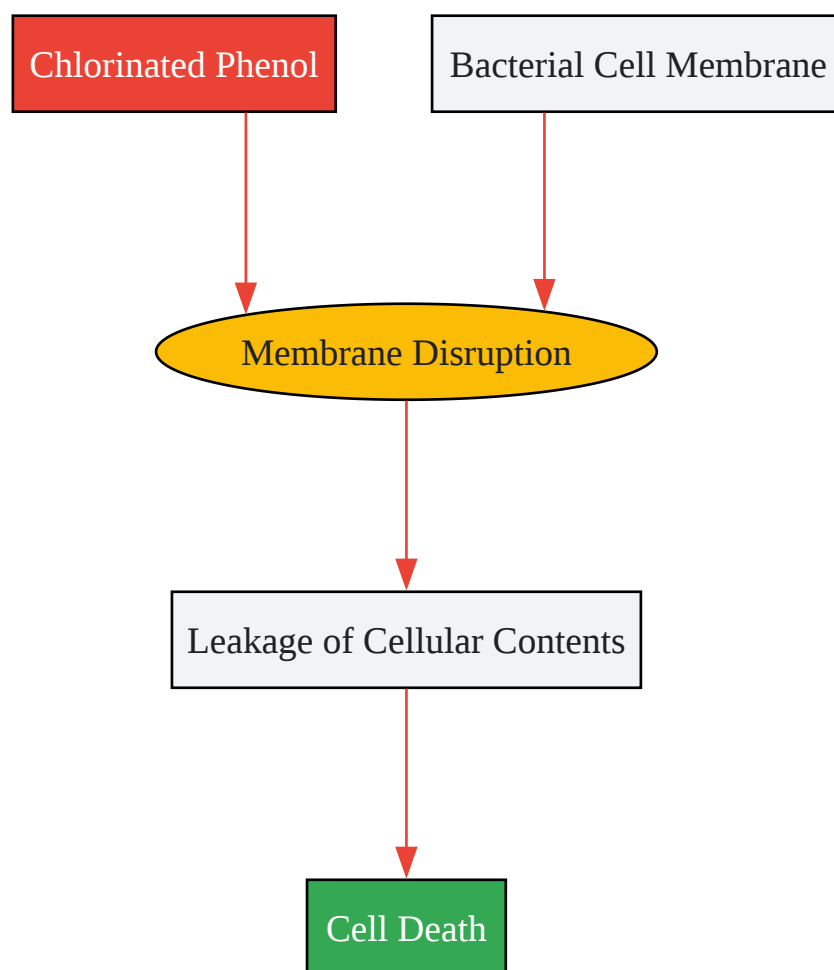 Chlorinated Phenol
Bacterial Cell Membrane
Membrane Disruption
Leakage of Cellular Contents
Cell Death